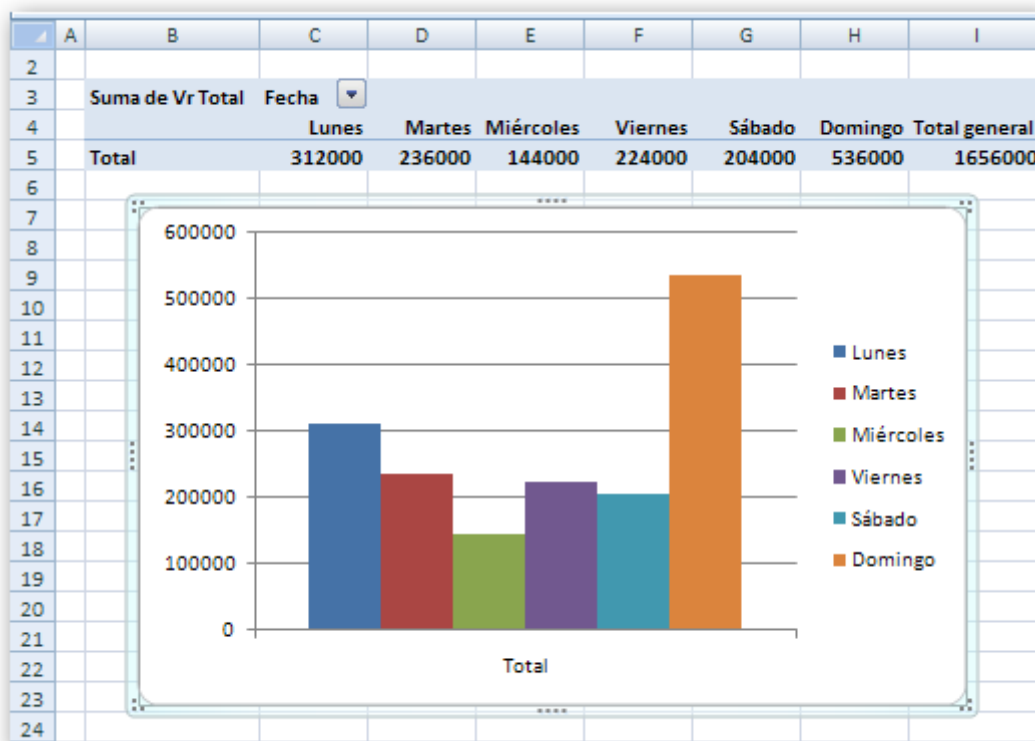 A B C D E F G H I
2
3 Suma de Vr Total Fecha
4 Lunes Martes Miércoles Viernes Sábado Domingo Total general
5 Total 312000 236000 144000 224000 204000 536000 1656000
6
7
8
9
10
11
12
13
14
15
16
17
18
19
20
21
22
23
24
600000
500000
400000
300000
200000
100000
0
Total
Lunes
Martes
Miércoles
Viernes
Sábado
Domingo